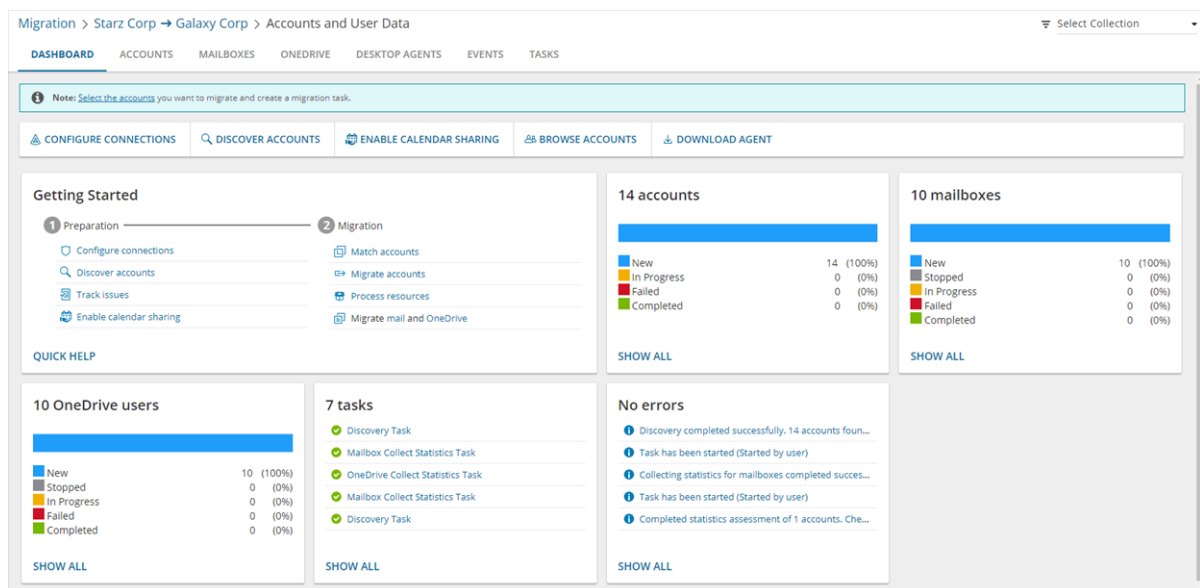 Migration > Starz Corp ➔ Galaxy Corp > Accounts and User Data
Select Collection
DASHBOARD ACCOUNTS MAILBOXES ONEDRIVE DESKTOP AGENTS EVENTS TASKS
Note: Select the accounts you want to migrate and create a migration task.
CONFIGURE CONNECTIONS DISCOVER ACCOUNTS ENABLE CALENDAR SHARING BROWSE ACCOUNTS DOWNLOAD AGENT
Getting Started
1 Preparation
Configure connections
Discover accounts
Track issues
Enable calendar sharing
2 Migration
Match accounts
Migrate accounts
Process resources
Migrate mail and OneDrive
QUICK HELP
14 accounts
New 14 (100%)
In Progress 0 (0%)
Failed 0 (0%)
Completed 0 (0%)
SHOW ALL
10 mailboxes
New 10 (100%)
Stopped 0 (0%)
In Progress 0 (0%)
Failed 0 (0%)
Completed 0 (0%)
SHOW ALL
10 OneDrive users
New 10 (100%)
Stopped 0 (0%)
In Progress 0 (0%)
Failed 0 (0%)
Completed 0 (0%)
SHOW ALL
7 tasks
Discovery Task
Mailbox Collect Statistics Task
OneDrive Collect Statistics Task
Mailbox Collect Statistics Task
Discovery Task
SHOW ALL
No errors
Discovery completed successfully. 14 accounts foun...
Task has been started (Started by user)
Collecting statistics for mailboxes completed succes...
Task has been started (Started by user)
Completed statistics assessment of 1 accounts. Che...
SHOW ALL